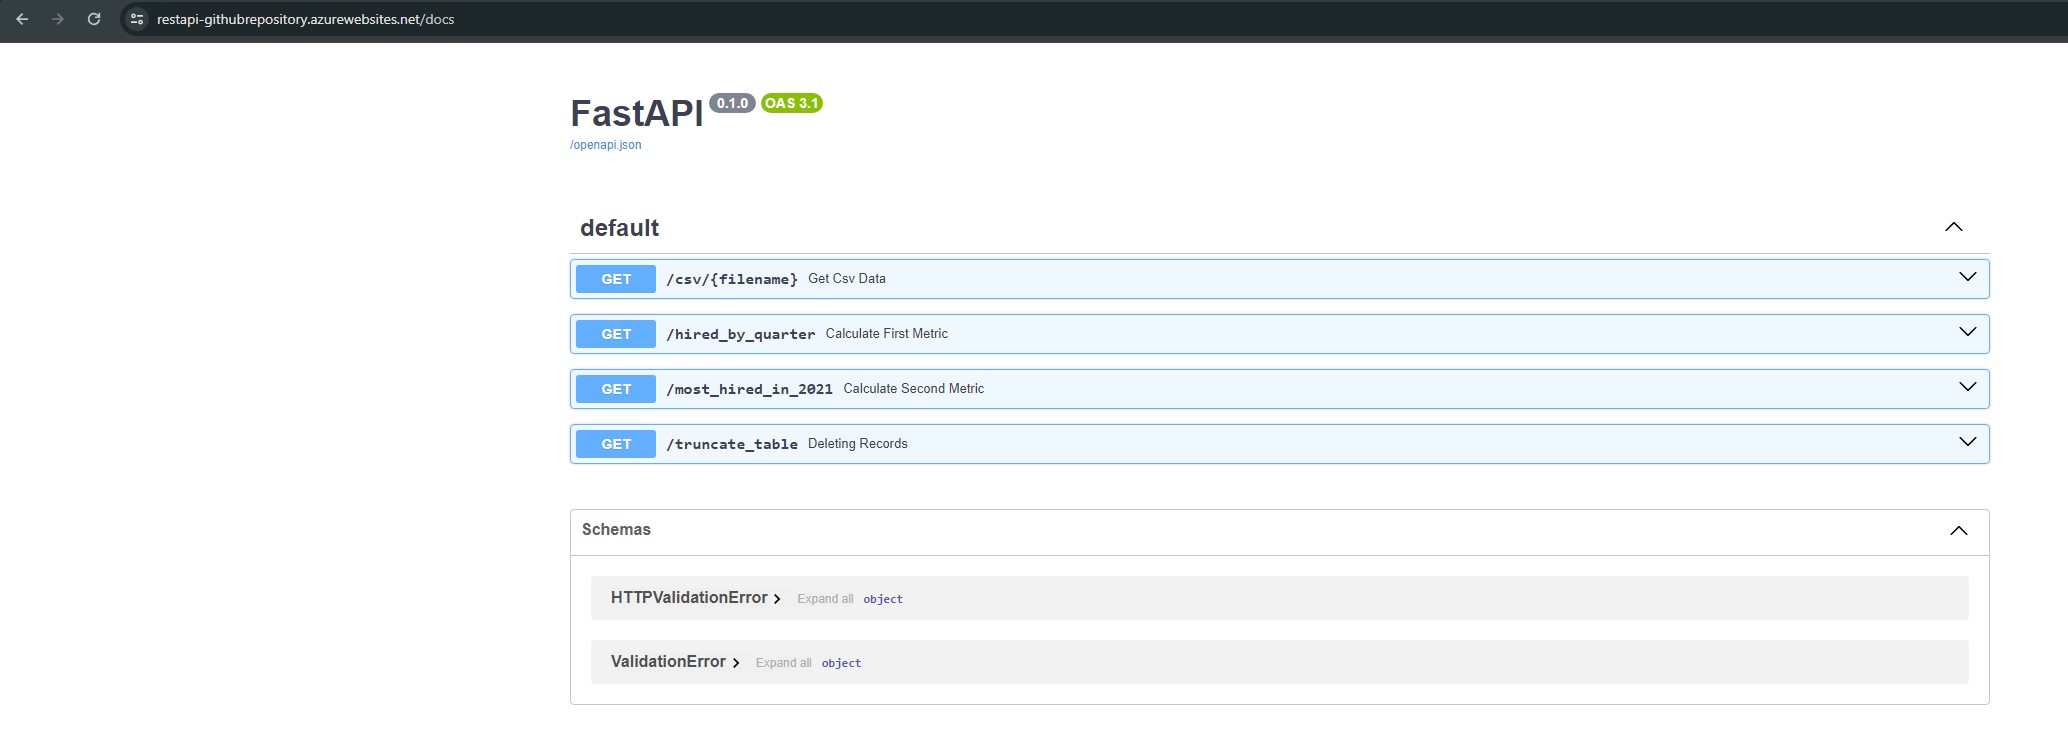 restapi-githubrepository.azurewebsites.net/docs
FastAPI 0.1.0 OAS 3.1
/openapi.json
default
GET /csv/{filename} Get Csv Data
GET /hired_by_quarter Calculate First Metric
GET /most_hired_in_2021 Calculate Second Metric
GET /truncate_table Deleting Records
Schemas
HTTPValidationError Expand all object
ValidationError Expand all object